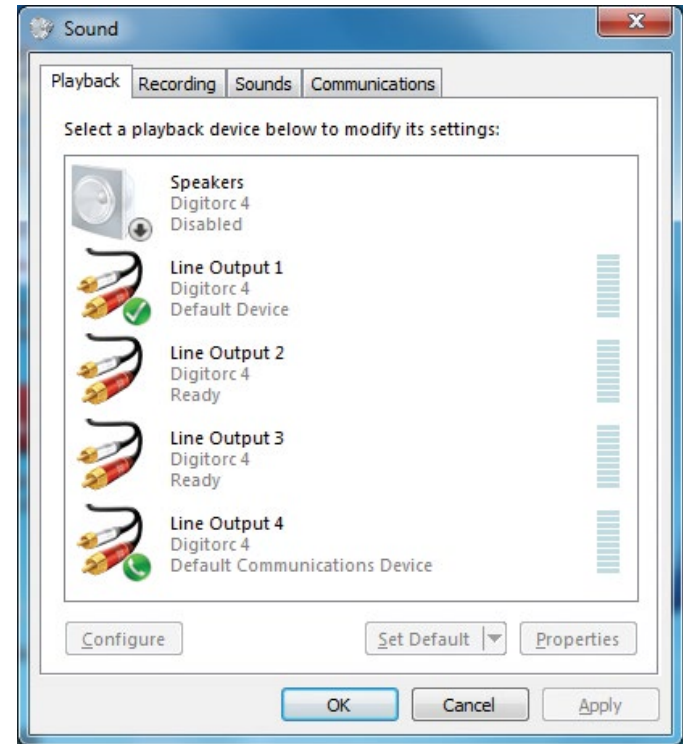 Sound
Playback Recording Sounds Communications
Select a playback device below to modify its settings:
Speakers
Digitorc 4
Disabled
Line Output 1
Digitorc 4
Default Device
Line Output 2
Digitorc 4
Ready
Line Output 3
Digitorc 4
Ready
Line Output 4
Digitorc 4
Default Communications Device
Configure Set Default Properties
OK Cancel Apply